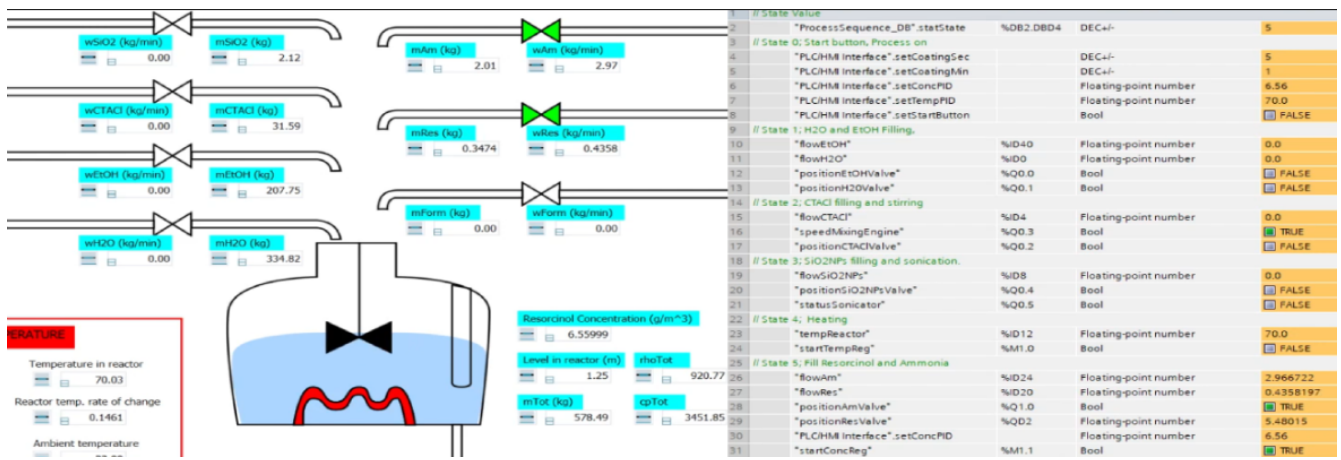 wSiO2 (kg/min) mSiO2 (kg)
0.00 2.12
wCTACl (kg/min) mCTACl (kg)
0.00 31.59
wEtOH (kg/min) mEtOH (kg)
0.00 207.75
wH2O (kg/min) mH2O (kg)
0.00 334.82
mAm (kg) wAm (kg/min)
2.01 2.97
mRes (kg) wRes (kg/min)
0.3474 0.4358
mForm (kg) wForm (kg/min)
0.00 0.00
PERATURE
Temperature in reactor
70.03
Reactor temp. rate of change
0.1461
Ambient temperature
Resorcinol Concentration (g/m^3)
6.55999
Level in reactor (m) rhoTot
1.25 920.77
mTot (kg) cpTot
578.49 3451.85
1 // State Value
2 "ProcessSequence_DB".statState %DB2.DBD4 DEC+/- 5
3 // State 0; Start button, Process on
4 "PLC/HMI Interface".setCoatingSec DEC+/- 5
5 "PLC/HMI Interface".setCoatingMin DEC+/- 1
6 "PLC/HMI Interface".setConcPID Floating-point number 6.56
7 "PLC/HMI Interface".setTempPID Floating-point number 70.0
8 "PLC/HMI Interface".setStartButton Bool FALSE
9 // State 1; H2O and EtOH Filling,
10 "flowEtOH" %ID40 Floating-point number 0.0
11 "flowH2O" %ID0 Floating-point number 0.0
12 "positionEtOHValve" %Q0.0 Bool FALSE
13 "positionH20Valve" %Q0.1 Bool FALSE
14 // State 2; CTACl filling and stirring
15 "flowCTACl" %ID4 Floating-point number 0.0
16 "speedMixingEngine" %Q0.3 Bool TRUE
17 "positionCTAClValve" %Q0.2 Bool FALSE
18 // State 3; SiO2NPs filling and sonication.
19 "flowSiO2NPs" %ID8 Floating-point number 0.0
20 "positionSiO2NPsValve" %Q0.4 Bool FALSE
21 "statusSonicator" %Q0.5 Bool FALSE
22 // State 4; Heating
23 "tempReactor" %ID12 Floating-point number 70.0
24 "startTempReg" %M1.0 Bool FALSE
25 // State 5; Fill Resorcinol and Ammonia
26 "flowAm" %ID24 Floating-point number 2.966722
27 "flowRes" %ID20 Floating-point number 0.4358197
28 "positionAmValve" %Q1.0 Bool TRUE
29 "positionResValve" %QD2 Floating-point number 5.48015
30 "PLC/HMI Interface".setConcPID Floating-point number 6.56
31 "startConcReg" %M1.1 Bool TRUE